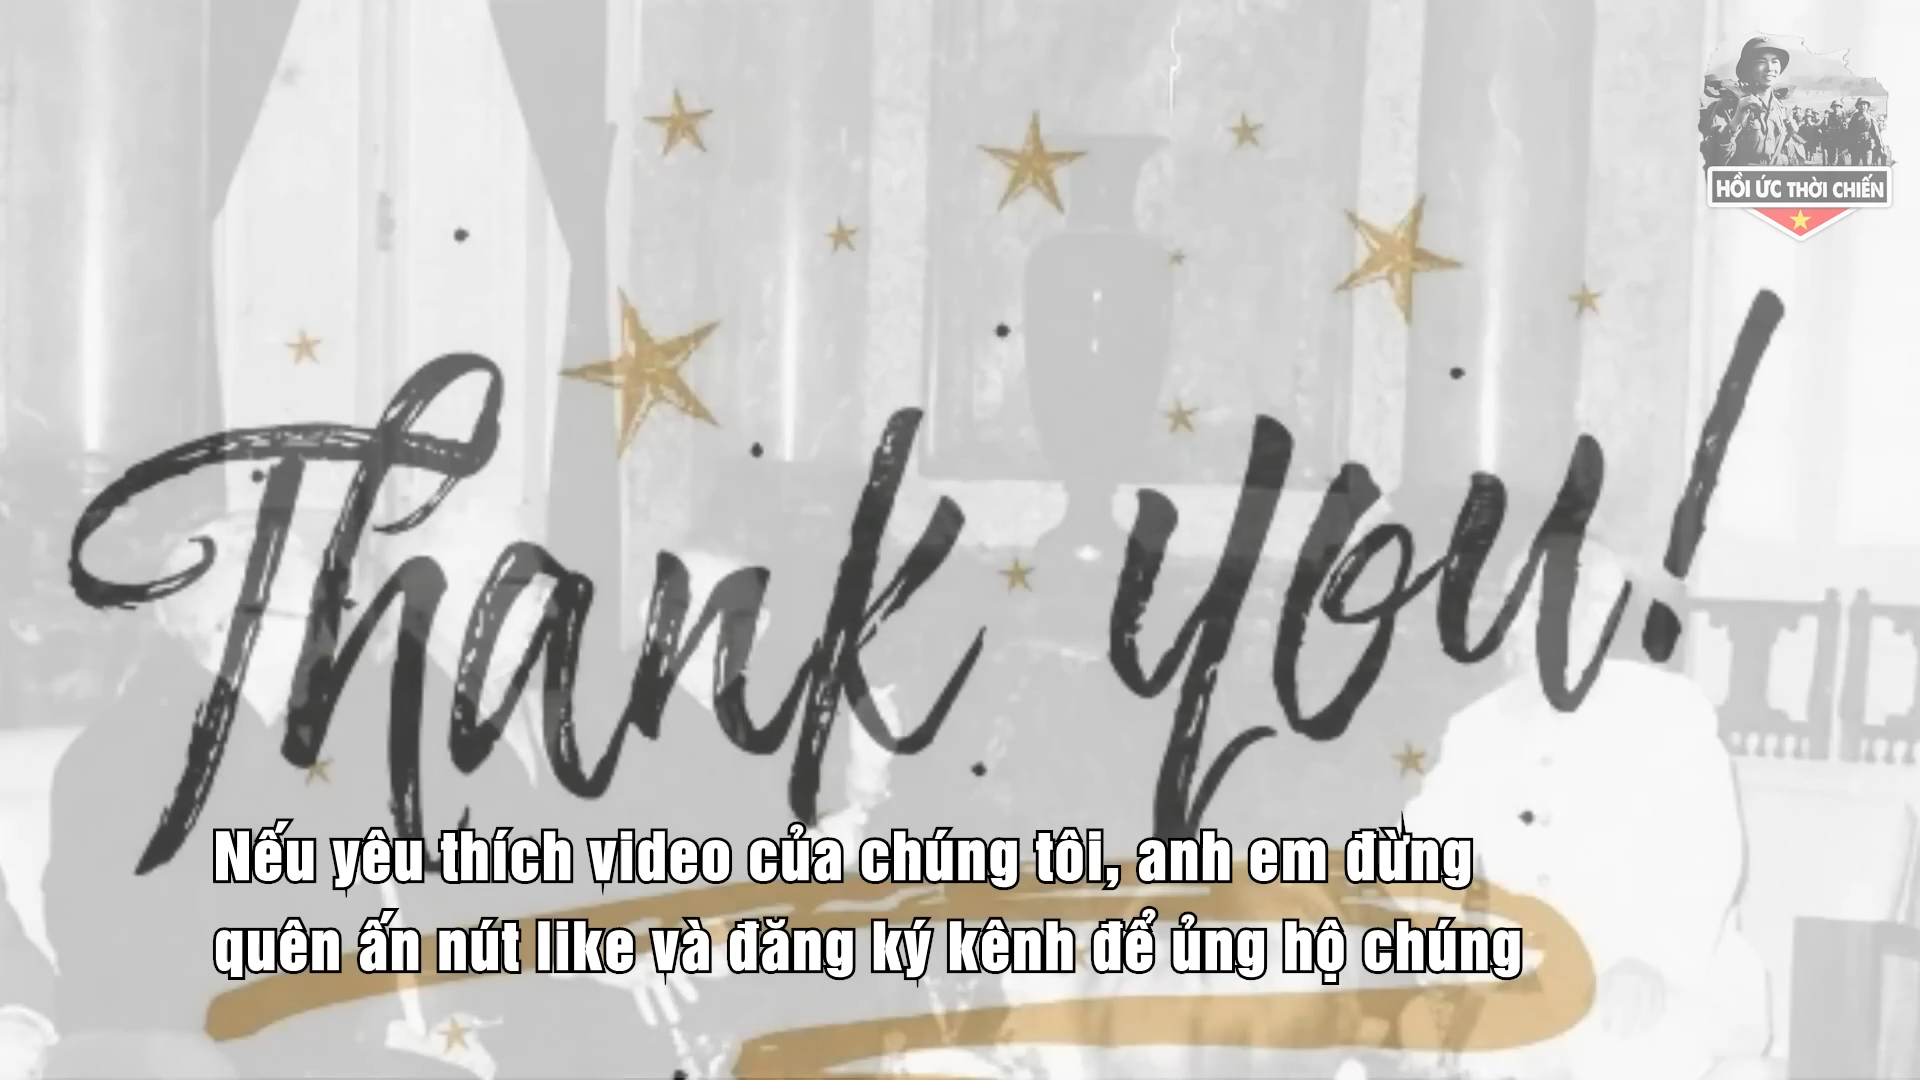 HỒI ỨC THỜI CHIẾN
Thank you!
Nếu yêu thích video của chúng tôi, anh em đừng
quên ấn nút like và đăng ký kênh để ủng hộ chúng